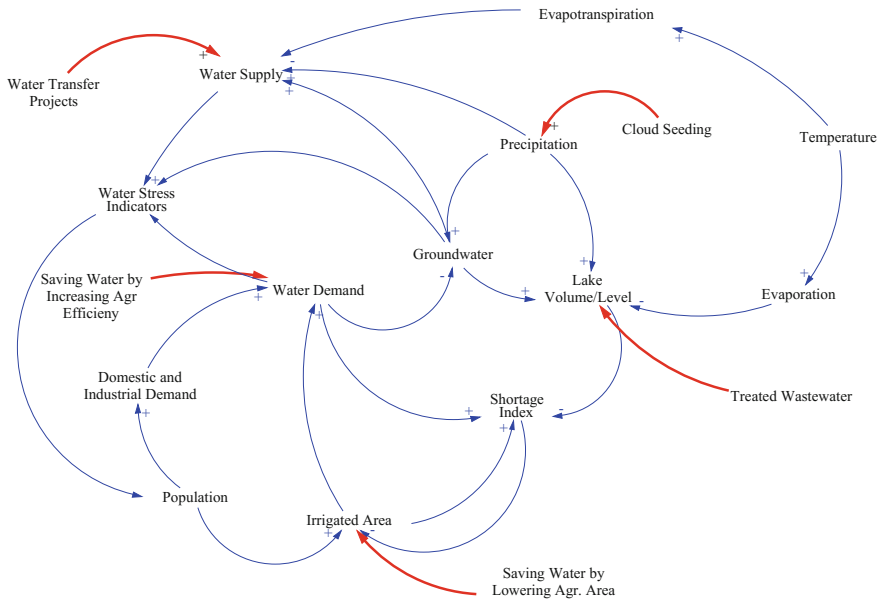 Evapotranspiration
+
+
-
Water Supply
+
+
Water Transfer
Projects
+
Cloud Seeding
Precipitation
Temperature
+
Water Stress
Indicators
+
Groundwater
+
-
Saving Water by
Increasing Agr
Efficieny
Water Demand
+
+
+
+
Lake
Volume/Level
-
+
Evaporation
Domestic and
Industrial Demand
+
Shortage
Index
+
+
-
Treated Wastewater
Population
Irrigated Area
+
-
Saving Water by
Lowering Agr. Area